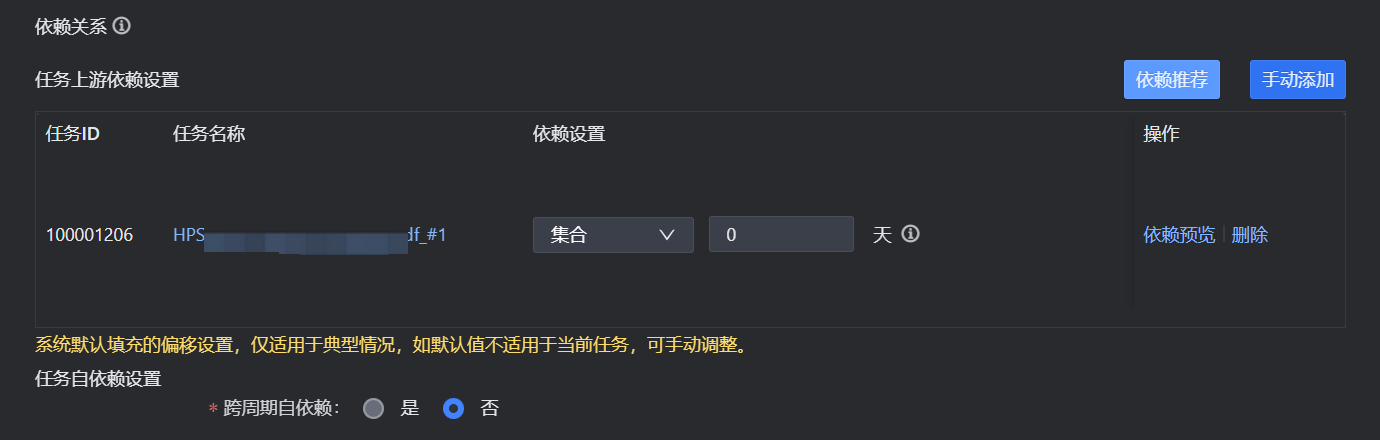 依赖关系
任务上游依赖设置
依赖推荐 手动添加
任务ID 任务名称 依赖设置 操作
100001206 HPS df_#1 集合 0 天 依赖预览 删除
系统默认填充的偏移设置，仅适用于典型情况，如默认值不适用于当前任务，可手动调整。
任务自依赖设置
* 跨周期自依赖： 是 否